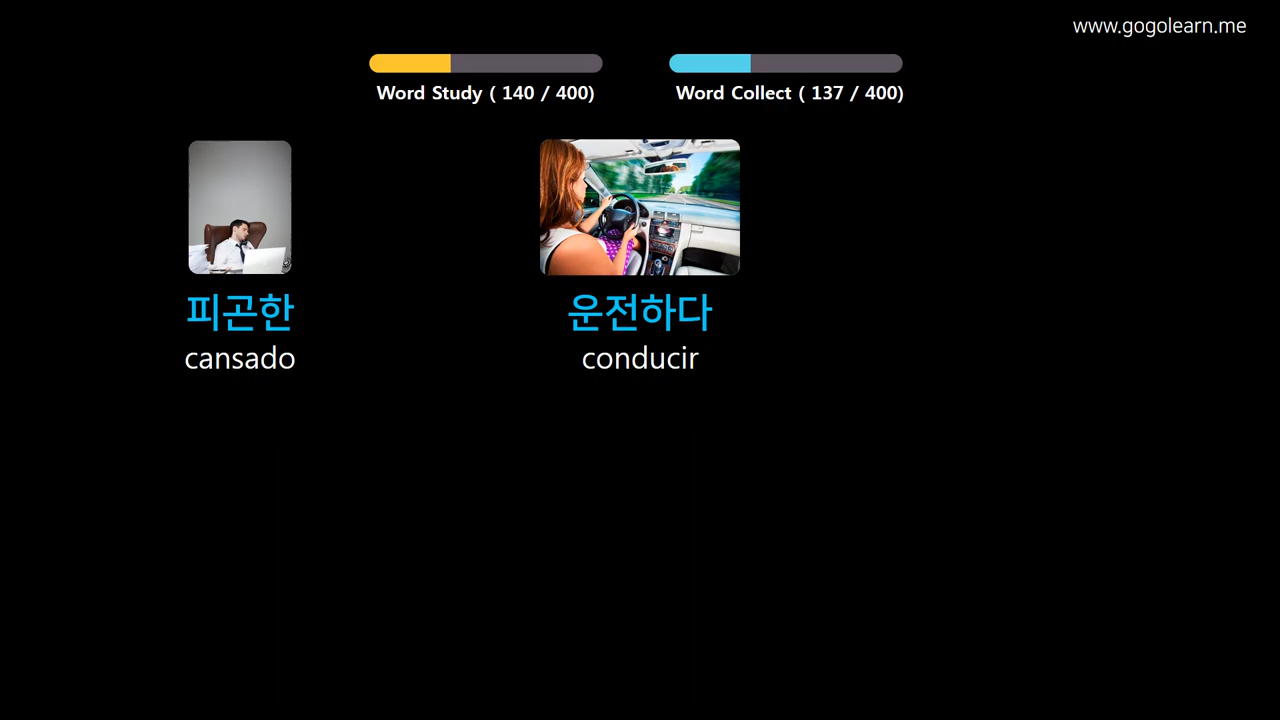 www.gogolearn.me
Word Study ( 140 / 400)
Word Collect ( 137 / 400)
피곤한
cansado
운전하다
conducir